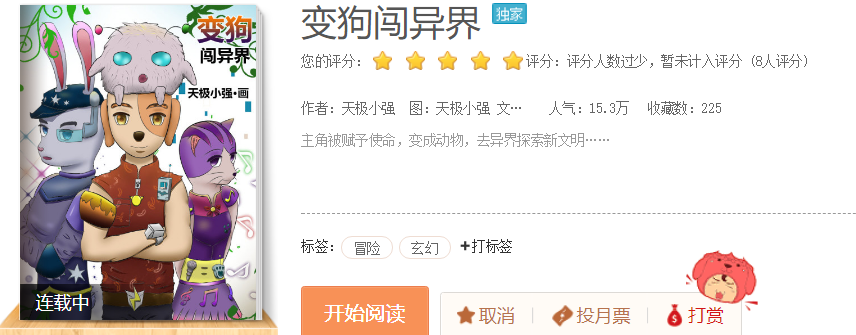 变狗
闯异界
天极小强·画
连载中
变狗闯异界 独家
您的评分： 评分：评分人数过少，暂未计入评分 (8人评分)
作者：天极小强 图：天极小强 文… 人气：15.3万 收藏数：225
主角被赋予使命，变成动物，去异界探索新文明……
标签： 冒险 玄幻 +打标签
开始阅读 取消 投月票 打赏